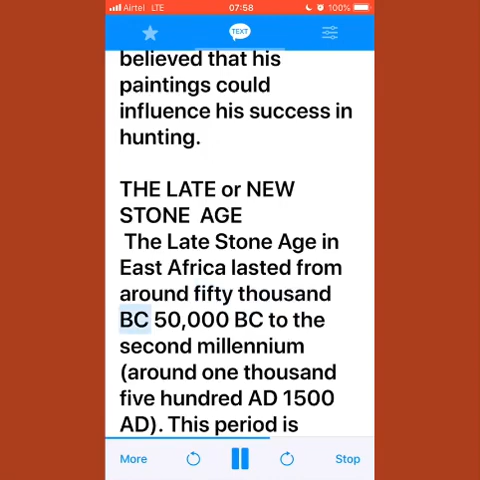 Airtel LTE 07:58 100%
TEXT
believed that his
paintings could
influence his success in
hunting.
THE LATE or NEW
STONE AGE
The Late Stone Age in
East Africa lasted from
around fifty thousand
BC 50,000 BC to the
second millennium
(around one thousand
five hundred AD 1500
AD). This period is
More Stop